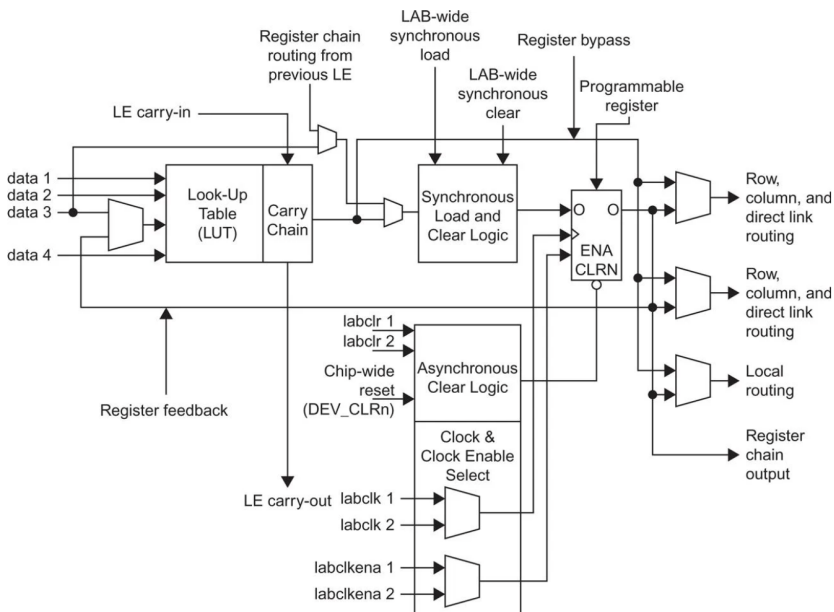 LAB-wide
synchronous
load
Register chain
routing from
previous LE
Register bypass
LAB-wide
synchronous
clear
Programmable
register
LE carry-in
data 1
data 2
data 3
data 4
Look-Up
Table
(LUT)
Carry
Chain
Synchronous
Load and
Clear Logic
O O
ENA
CLRN
Row,
column, and
direct link
routing
Row,
column, and
direct link
routing
Local
routing
Register
chain
output
labclr 1
labclr 2
Chip-wide
reset
(DEV_CLRn)
Asynchronous
Clear Logic
Register feedback
Clock &
Clock Enable
Select
LE carry-out
labclk 1
labclk 2
labclkena 1
labclkena 2